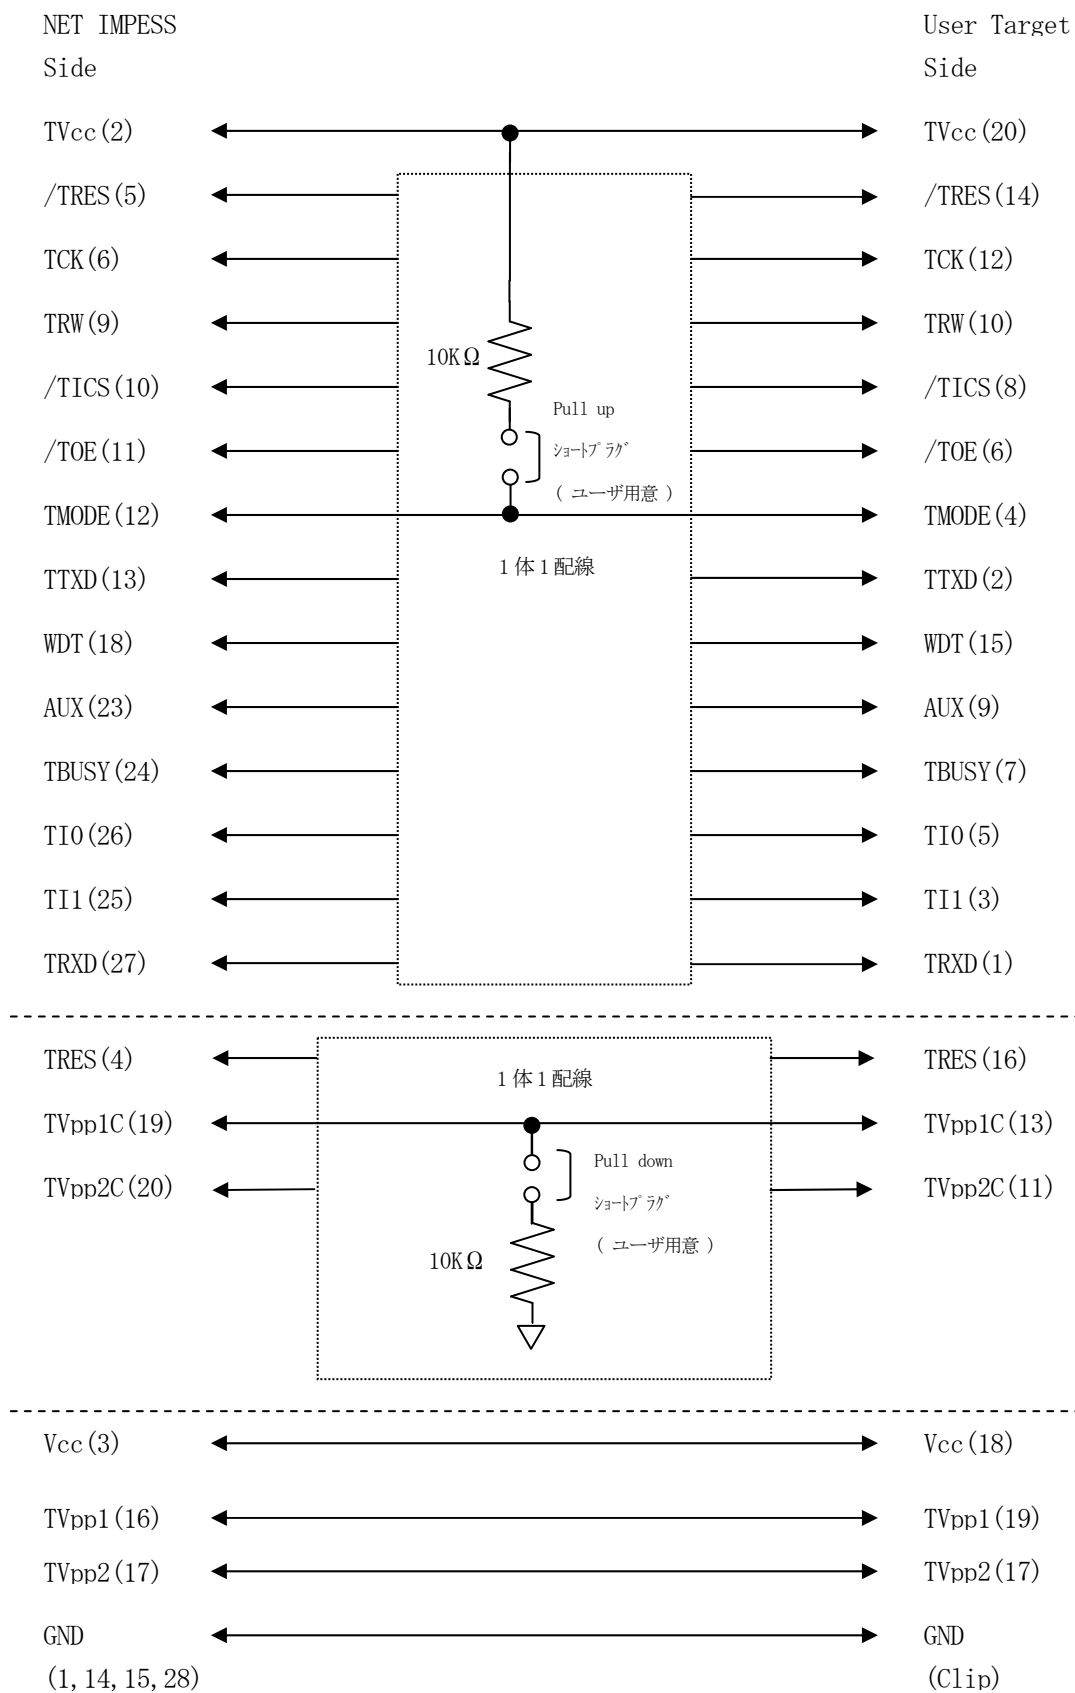 NET IMPESS User Target
Side Side
TVcc(2) TVcc(20)
/TRES(5) /TRES(14)
TCK(6) TCK(12)
TRW(9) TRW(10)
10KΩ
/TICS(10) /TICS(8)
Pull up
/TOE(11) ショートプラグ /TOE(6)
( ユーザ用意 )
TMODE(12) TMODE(4)
1体1配線
TTXD(13) TTXD(2)
WDT(18) WDT(15)
AUX(23) AUX(9)
TBUSY(24) TBUSY(7)
TI0(26) TI0(5)
TI1(25) TI1(3)
TRXD(27) TRXD(1)
TRES(4) TRES(16)
1体1配線
TVpp1C(19) TVpp1C(13)
Pull down
TVpp2C(20) TVpp2C(11)
ショートプラグ
( ユーザ用意 )
10KΩ
Vcc(3) Vcc(18)
TVpp1(16) TVpp1(19)
TVpp2(17) TVpp2(17)
GND GND
(1,14,15,28) (Clip)